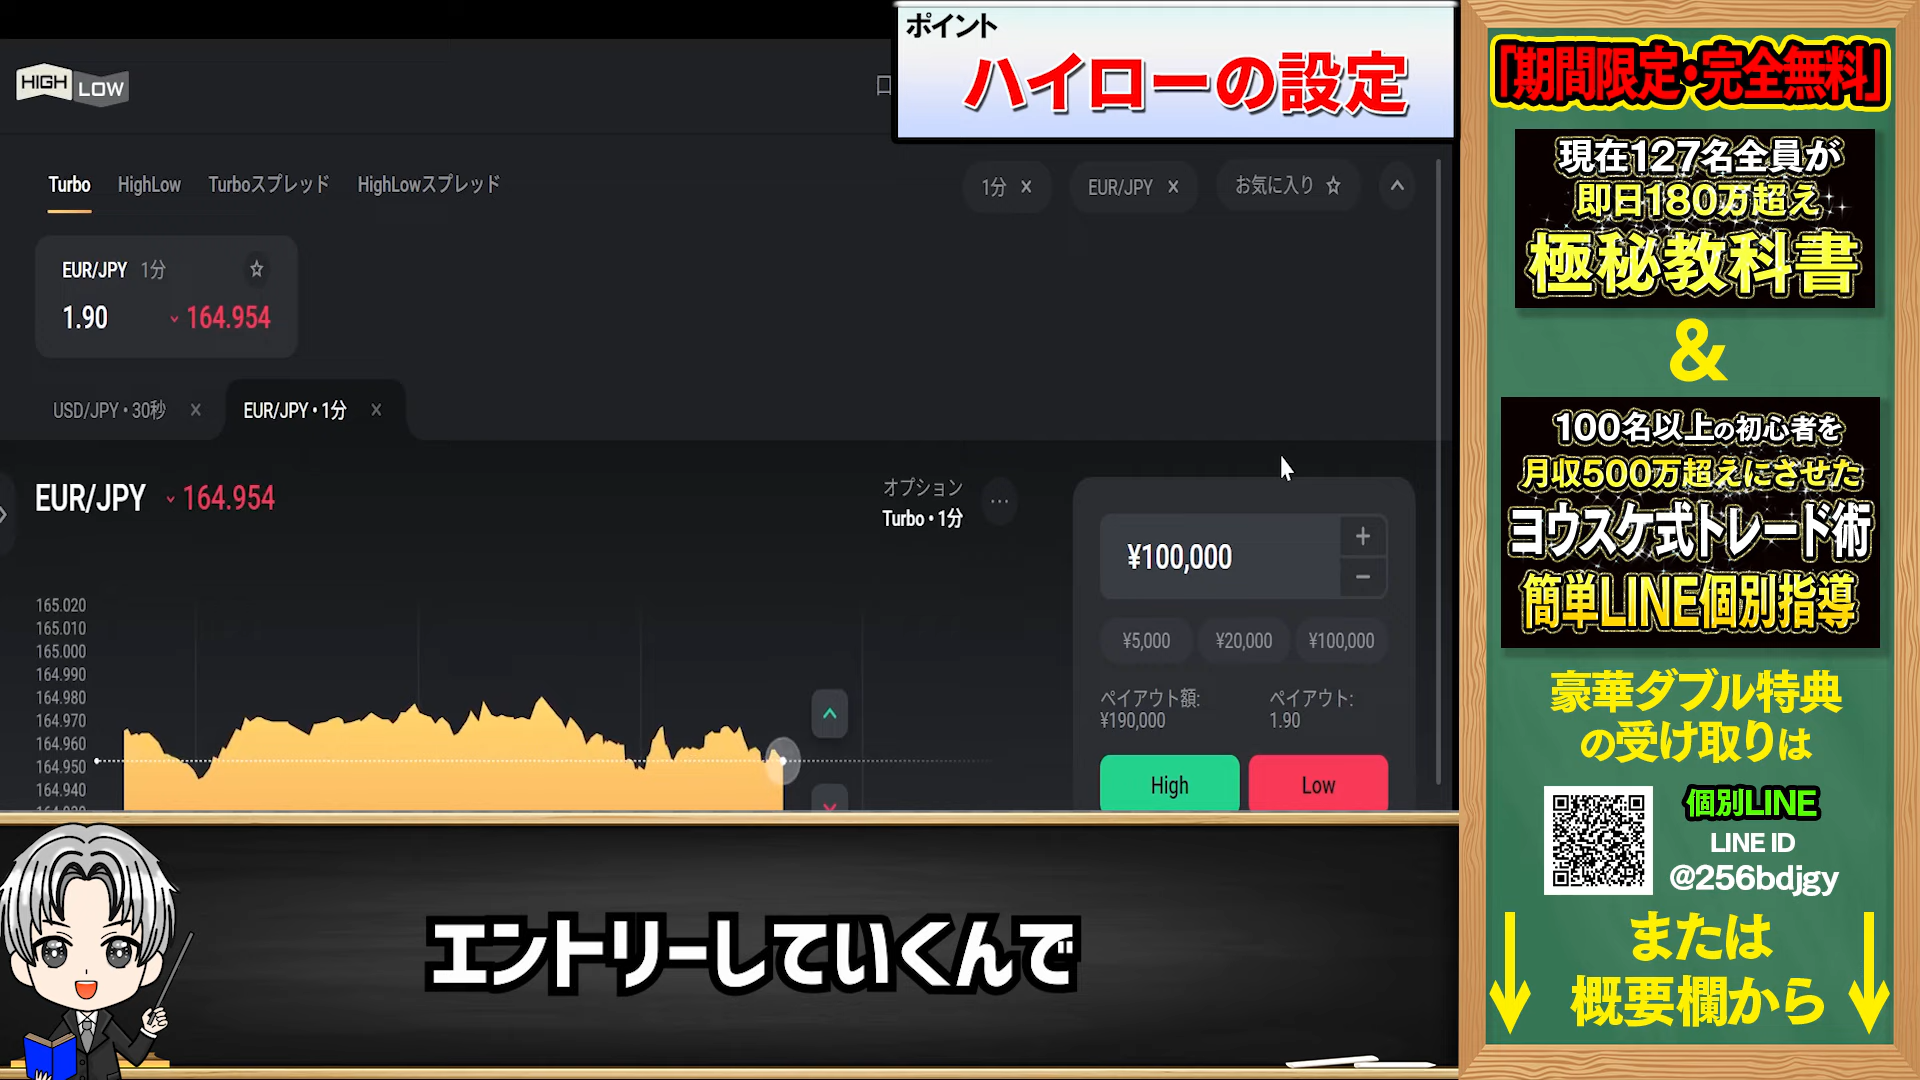 ポイント
ハイローの設定
HIGH LOW
Turbo HighLow Turboスプレッド HighLowスプレッド
1分 × EUR/JPY × お気に入り
EUR/JPY 1分
1.90 164.954
USD/JPY • 30秒 × EUR/JPY • 1分 ×
EUR/JPY 164.954
オプション
Turbo • 1分
¥100,000
+
−
¥5,000 ¥20,000 ¥100,000
ペイアウト額: ペイアウト:
¥190,000 1.90
High Low
165.020
165.010
165.000
164.990
164.980
164.970
164.960
164.950
164.940
エントリーしていくんで
「期間限定・完全無料」
現在127名全員が
即日180万超え
極秘教科書
&
100名以上の初心者を
月収500万超えにさせた
ヨウスケ式トレード術
簡単LINE個別指導
豪華ダブル特典
の受け取りは
個別LINE
LINE ID
@256bdjgy
または
概要欄から